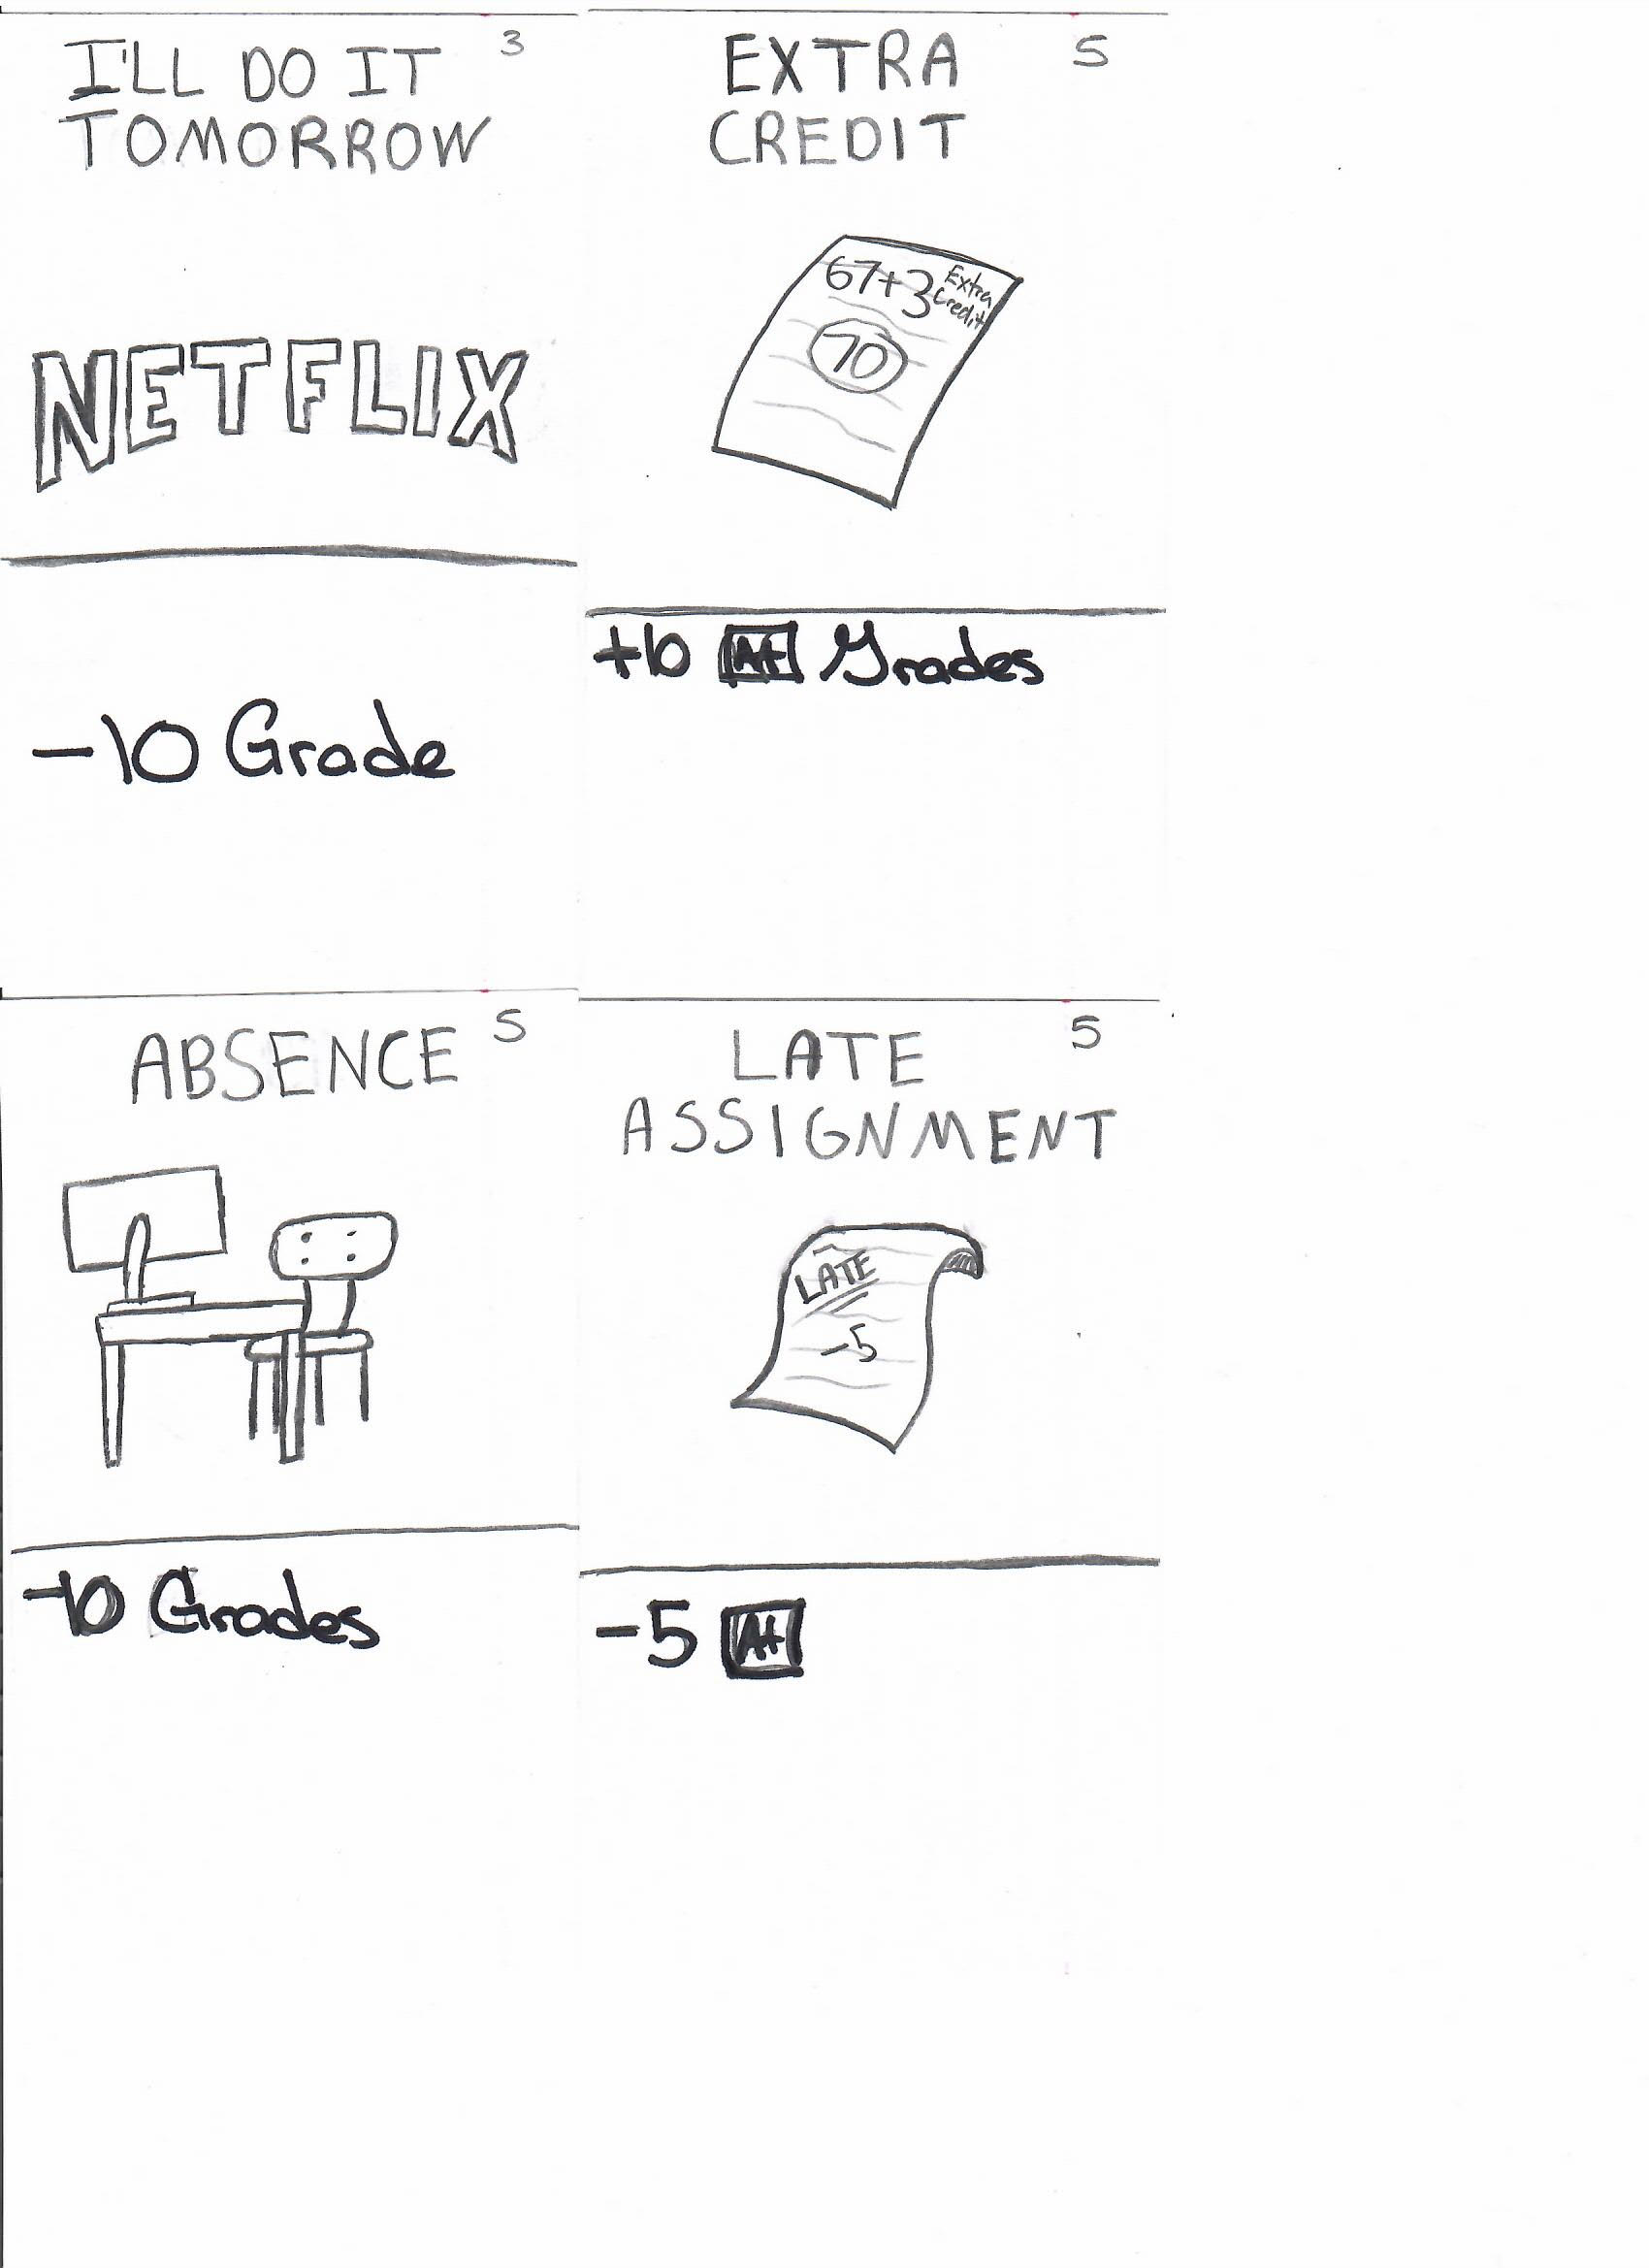 I'LL DO IT
TOMORROW
3
NETFLIX
-10 Grade
EXTRA
CREDIT
5
67+3 Extra
Credit
70
+10 A+ Grades
ABSENCE
5
-10 Grades
LATE
ASSIGNMENT
5
LATE
-5
-5 A+